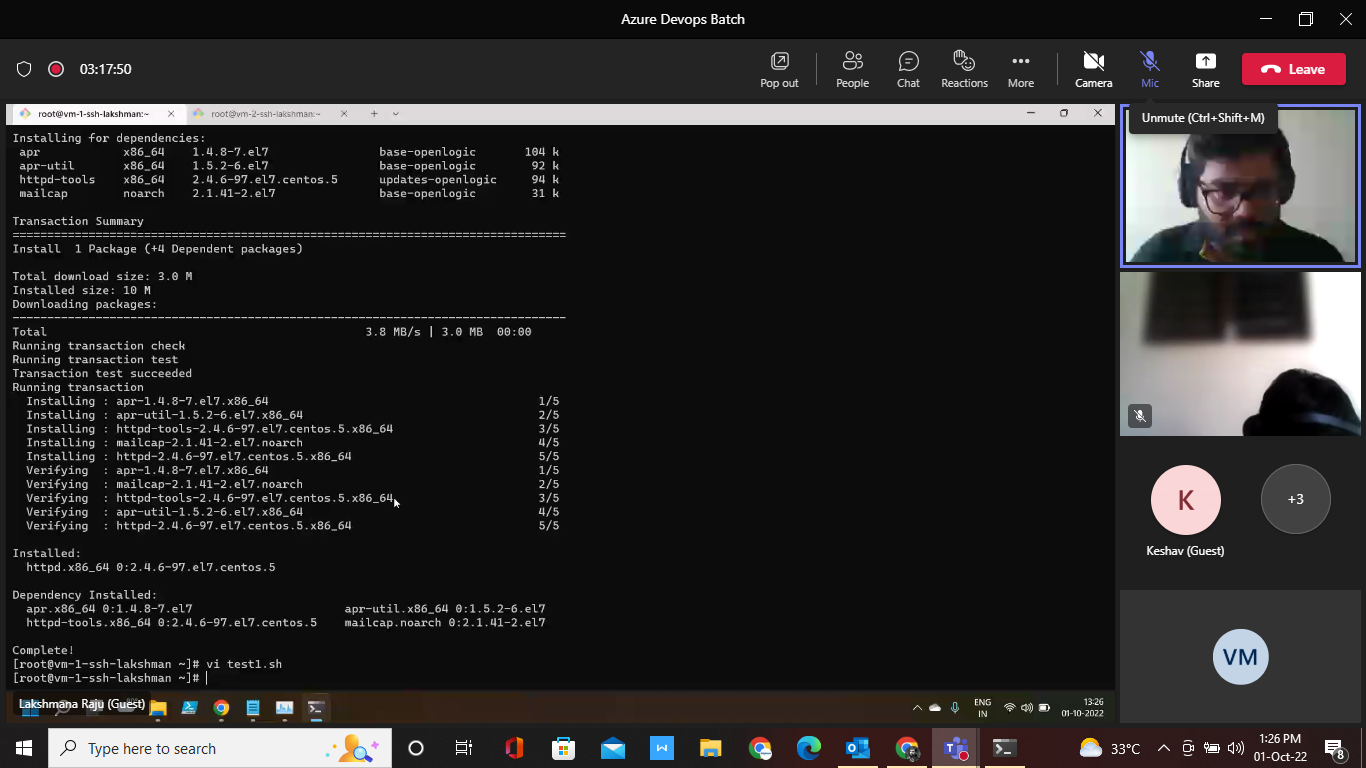 Azure Devops Batch
03:17:50
Pop out
People
Chat
Reactions
More
Camera
Mic
Share
Leave
Unmute (Ctrl+Shift+M)
root@vm-1-ssh-lakshman:~
root@vm-2-ssh-lakshman:~
Installing for dependencies:
apr x86_64 1.4.8-7.el7 base-openlogic 104 k
apr-util x86_64 1.5.2-6.el7 base-openlogic 92 k
httpd-tools x86_64 2.4.6-97.el7.centos.5 updates-openlogic 94 k
mailcap noarch 2.1.41-2.el7 base-openlogic 31 k
Transaction Summary
================================================================================
Install 1 Package (+4 Dependent packages)
Total download size: 3.0 M
Installed size: 10 M
Downloading packages:
--------------------------------------------------------------------------------
Total 3.8 MB/s | 3.0 MB 00:00
Running transaction check
Running transaction test
Transaction test succeeded
Running transaction
Installing : apr-1.4.8-7.el7.x86_64 1/5
Installing : apr-util-1.5.2-6.el7.x86_64 2/5
Installing : httpd-tools-2.4.6-97.el7.centos.5.x86_64 3/5
Installing : mailcap-2.1.41-2.el7.noarch 4/5
Installing : httpd-2.4.6-97.el7.centos.5.x86_64 5/5
Verifying : apr-1.4.8-7.el7.x86_64 1/5
Verifying : mailcap-2.1.41-2.el7.noarch 2/5
Verifying : httpd-tools-2.4.6-97.el7.centos.5.x86_64 3/5
Verifying : apr-util-1.5.2-6.el7.x86_64 4/5
Verifying : httpd-2.4.6-97.el7.centos.5.x86_64 5/5
Installed:
httpd.x86_64 0:2.4.6-97.el7.centos.5
Dependency Installed:
apr.x86_64 0:1.4.8-7.el7 apr-util.x86_64 0:1.5.2-6.el7
httpd-tools.x86_64 0:2.4.6-97.el7.centos.5 mailcap.noarch 0:2.1.41-2.el7
Complete!
[root@vm-1-ssh-lakshman ~]# vi test1.sh
[root@vm-1-ssh-lakshman ~]#
Lakshmana Raju (Guest)
ENG
IN
13:26
01-10-2022
K
Keshav (Guest)
+3
VM
Type here to search
W
33°C
1:26 PM
01-Oct-22
8